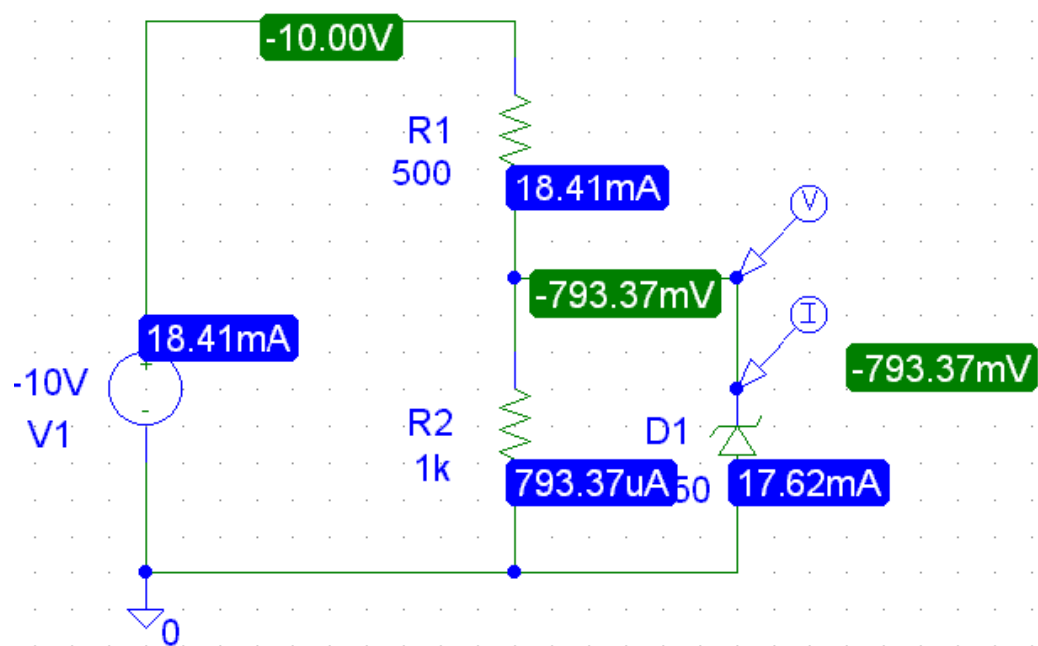 -10.00V
R1
500
18.41mA
V
-793.37mV
I
18.41mA
-793.37mV
+
-10V
-
V1
R2
1k
D1
793.37uA
50
17.62mA
0